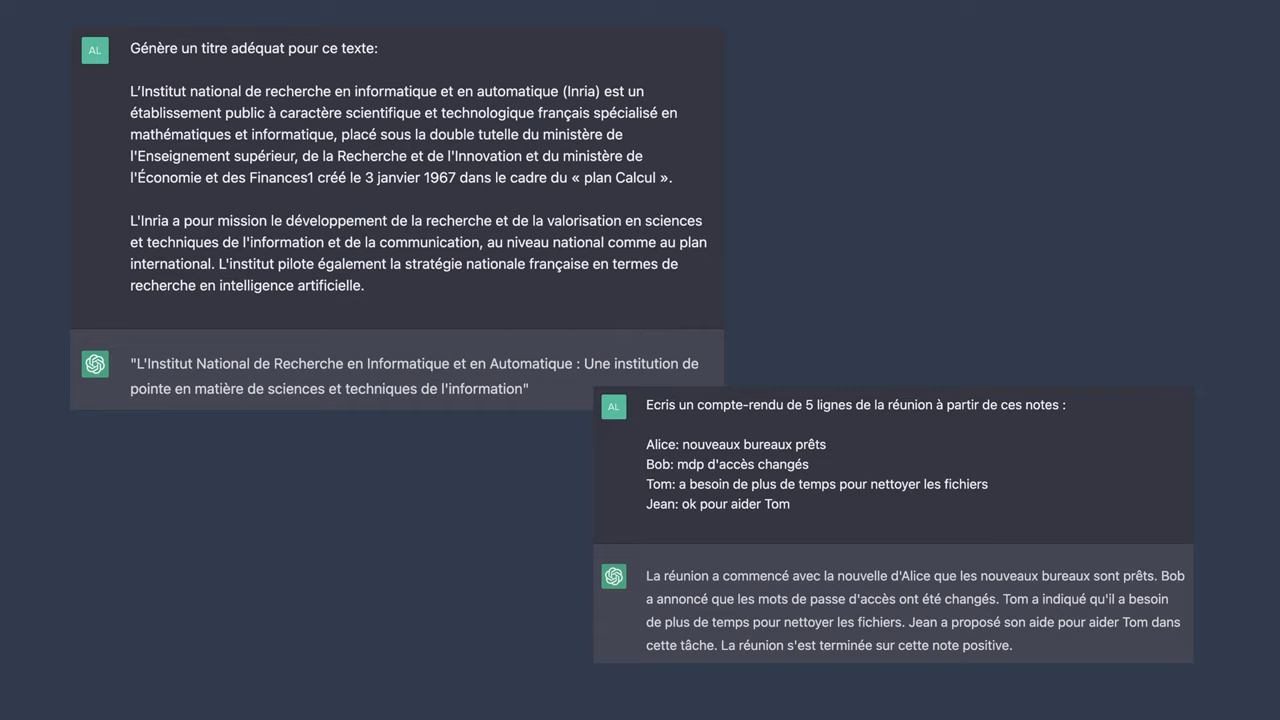 AL
Génère un titre adéquat pour ce texte:
L'Institut national de recherche en informatique et en automatique (Inria) est un
établissement public à caractère scientifique et technologique français spécialisé en
mathématiques et informatique, placé sous la double tutelle du ministère de
l'Enseignement supérieur, de la Recherche et de l'Innovation et du ministère de
l'Économie et des Finances1 créé le 3 janvier 1967 dans le cadre du « plan Calcul ».
L'Inria a pour mission le développement de la recherche et de la valorisation en sciences
et techniques de l'information et de la communication, au niveau national comme au plan
international. L'institut pilote également la stratégie nationale française en termes de
recherche en intelligence artificielle.
"L'Institut National de Recherche en Informatique et en Automatique : Une institution de
pointe en matière de sciences et techniques de l'information"
AL
Ecris un compte-rendu de 5 lignes de la réunion à partir de ces notes :
Alice: nouveaux bureaux prêts
Bob: mdp d'accès changés
Tom: a besoin de plus de temps pour nettoyer les fichiers
Jean: ok pour aider Tom
La réunion a commencé avec la nouvelle d'Alice que les nouveaux bureaux sont prêts. Bob
a annoncé que les mots de passe d'accès ont été changés. Tom a indiqué qu'il a besoin
de plus de temps pour nettoyer les fichiers. Jean a proposé son aide pour aider Tom dans
cette tâche. La réunion s'est terminée sur cette note positive.